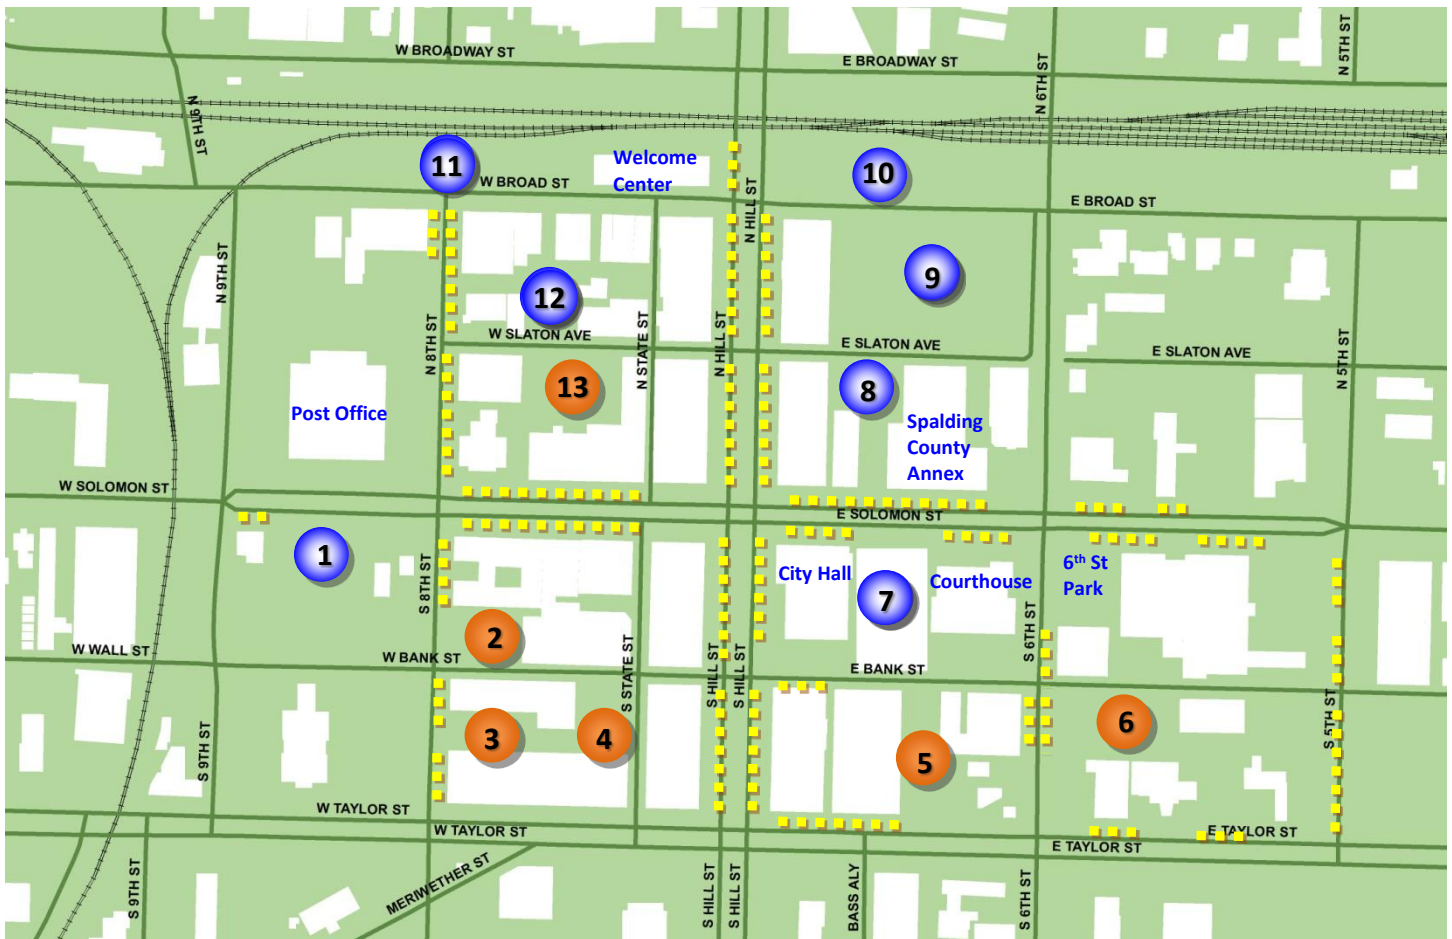 W BROADWAY ST
E BROADWAY ST
N 5TH ST
N 6TH ST
N 9TH ST
11
W BROAD ST
Welcome
Center
10
E BROAD ST
N HILL ST
N 9TH ST
12
9
N 8TH ST
W SLATON AVE
N STATE ST
N HILL ST
E SLATON AVE
E SLATON AVE
N 5TH ST
13
8
Post Office
Spalding
County
Annex
W SOLOMON ST
E SOLOMON ST
1
S 8TH ST
City Hall
7
Courthouse
6th St
Park
2
W WALL ST
W BANK ST
S STATE ST
S HILL ST
S HILL ST
E BANK ST
S 6TH ST
3
4
5
6
S 5TH ST
S 9TH ST
W TAYLOR ST
W TAYLOR ST
E TAYLOR ST
E TAYLOR ST
S 9TH ST
MERIWETHER ST
S HILL ST
S HILL ST
BASS ALY
S 6TH ST